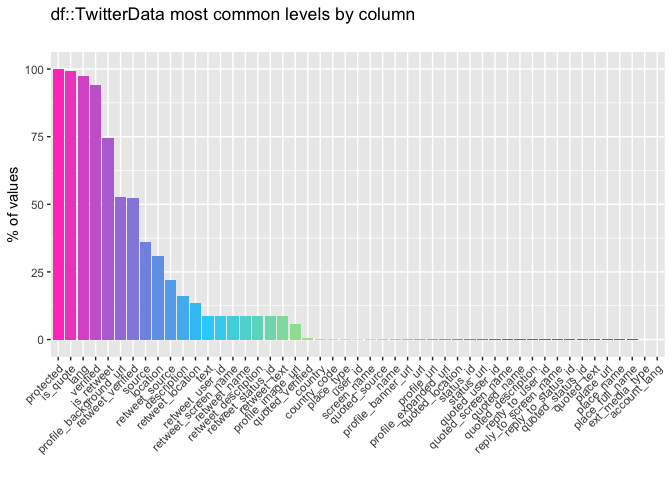 df::TwitterData most common levels by column
% of values
100
75
50
25
0
protected
is_quote
lang
verified
is_retweet
profile_background_url
retweet_verified
source
location
retweet_source
description
retweet_location
retweet_text
retweet_user_id
retweet_screen_name
retweet_name
retweet_description
retweet_status_id
text
profile_image_url
quoted_verified
country
country_code
place_type
user_id
screen_name
quoted_source
name
profile_banner_url
url
profile_url
profile_expanded_url
quoted_location
status_id
status_url
quoted_user_id
quoted_screen_name
quoted_name
quoted_description
reply_to_user_id
reply_to_screen_name
reply_to_status_id
quoted_status_id
quoted_text
place_url
place_name
place_full_name
ext_media_type
account_lang